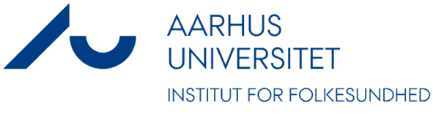 AARHUS
UNIVERSITET
INSTITUT FOR FOLKESUNDHED